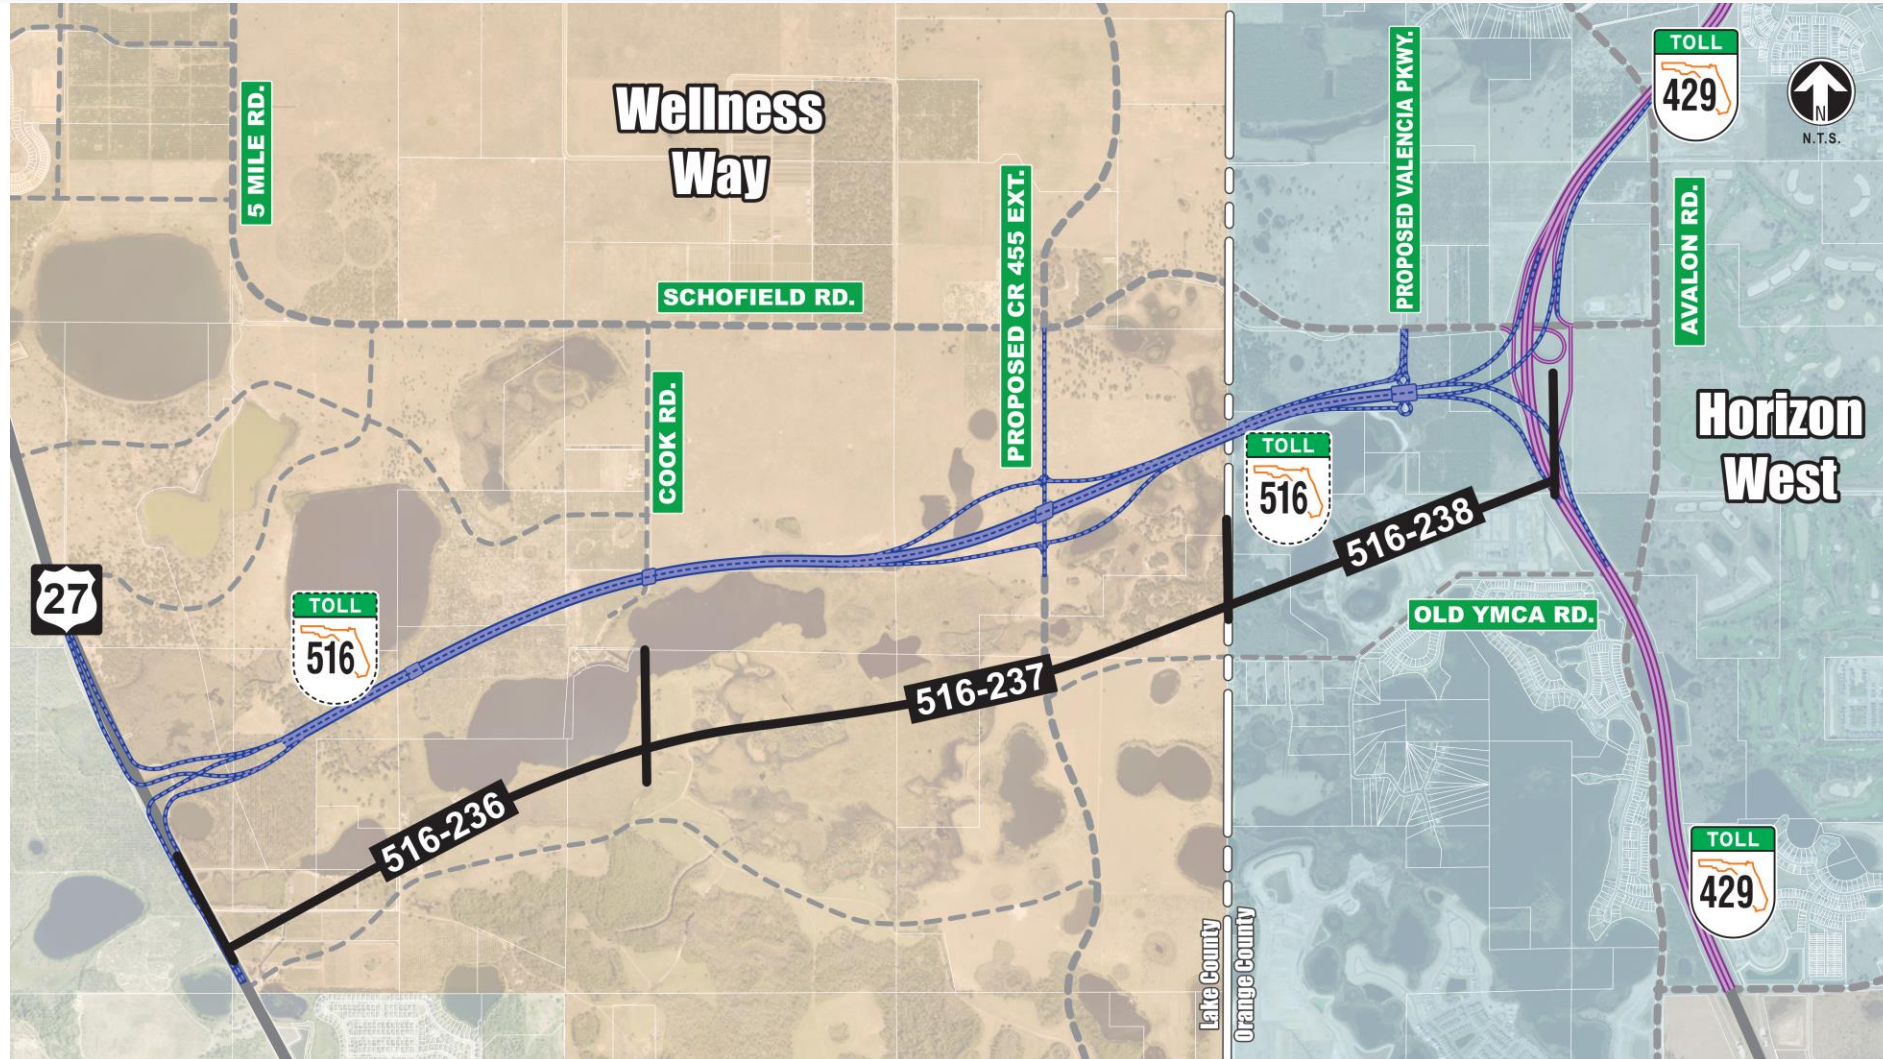 Wellness
Way
5 MILE RD.
SCHOFIELD RD.
COOK RD.
PROPOSED CR 455 EXT.
PROPOSED VALENCIA PKWY.
TOLL
429
N
N.T.S.
AVALON RD.
Horizon
West
TOLL
516
516-238
OLD YMCA RD.
27
TOLL
516
516-237
516-236
TOLL
429
Lake County
Orange County